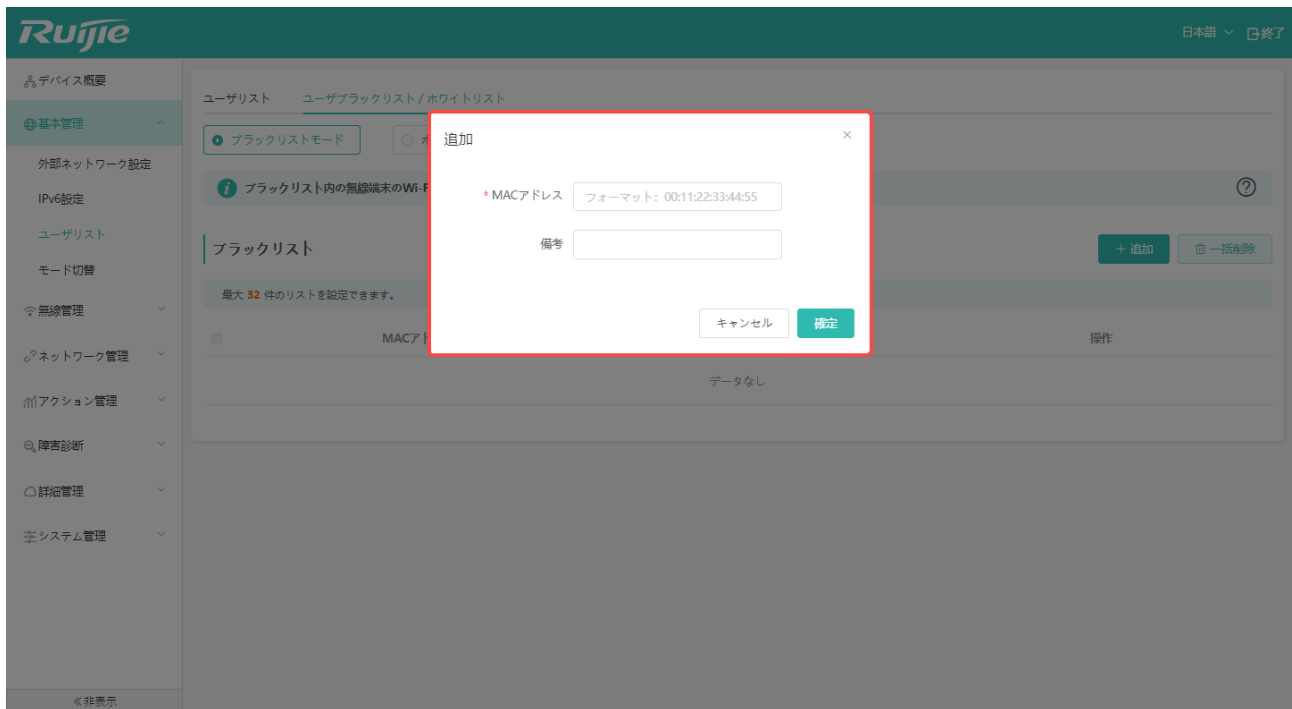 Ruijie
日本語 終了
デバイス概要
基本管理
外部ネットワーク設定
IPv6設定
ユーザリスト
モード切替
無線管理
ネットワーク管理
アクション管理
障害診断
詳細管理
システム管理
≪非表示
ユーザリスト ユーザブラックリスト / ホワイトリスト
ブラックリストモード
ブラックリスト内の無線端末のWi-F
ブラックリスト
+ 追加 一括削除
最大 32 件のリストを設定できます。
MACアド 操作
データなし
追加 ×
* MACアドレス フォーマット: 00:11:22:33:44:55
備考
キャンセル 確定